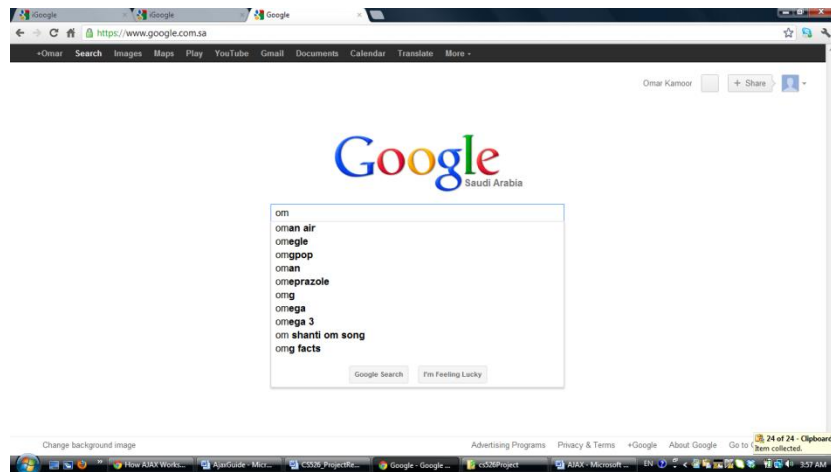 iGoogle iGoogle Google
https://www.google.com.sa
+Omar Search Images Maps Play YouTube Gmail Documents Calendar Translate More
Omar Kamoor + Share
Google
Saudi Arabia
om
oman air
omegle
omgpop
oman
omeprazole
omg
omega
omega 3
om shanti om song
omg facts
Google Search I'm Feeling Lucky
Change background image Advertising Programs Privacy & Terms +Google About Google Go to
24 of 24 - Clipboard
Item collected.
How AJAX Works... AjaxGuide - Micr... CS526_ProjectRe... Google - Google ... cs526Project AJAX - Microsoft ... EN 3:57 AM